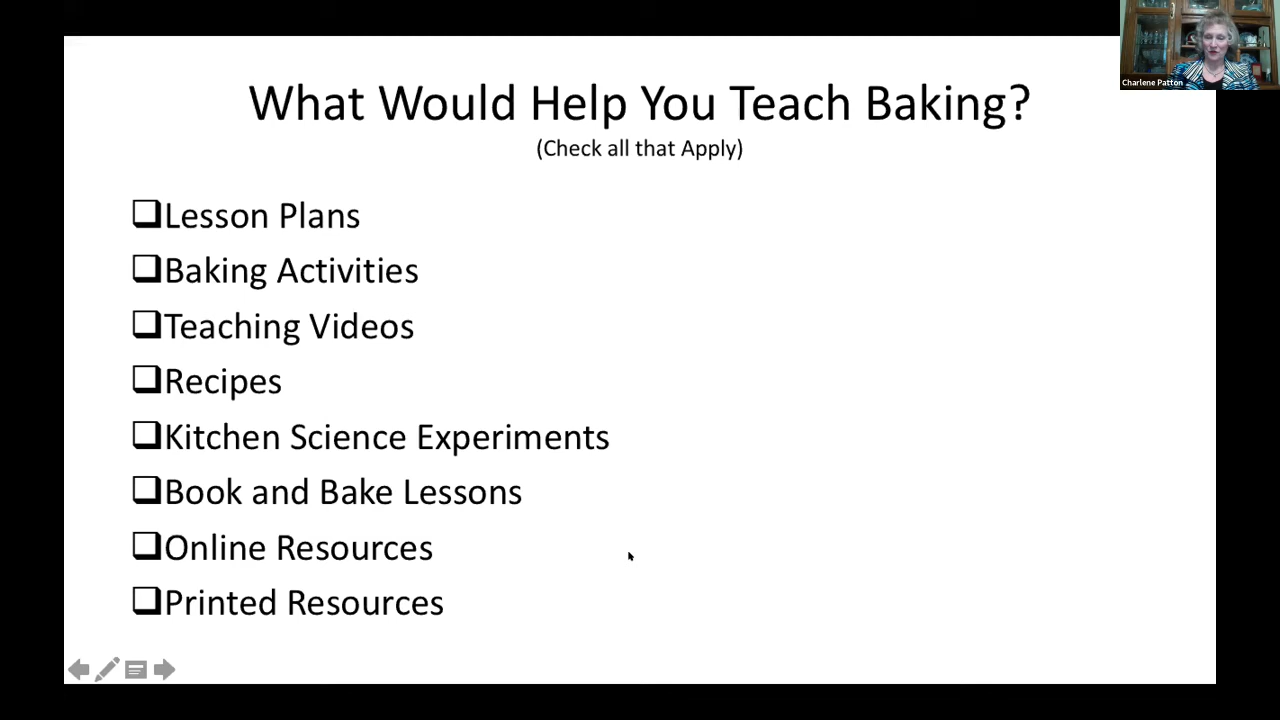 What Would Help You Teach Baking?
(Check all that Apply)
Lesson Plans
Baking Activities
Teaching Videos
Recipes
Kitchen Science Experiments
Book and Bake Lessons
Online Resources
Printed Resources
Charlene Patton